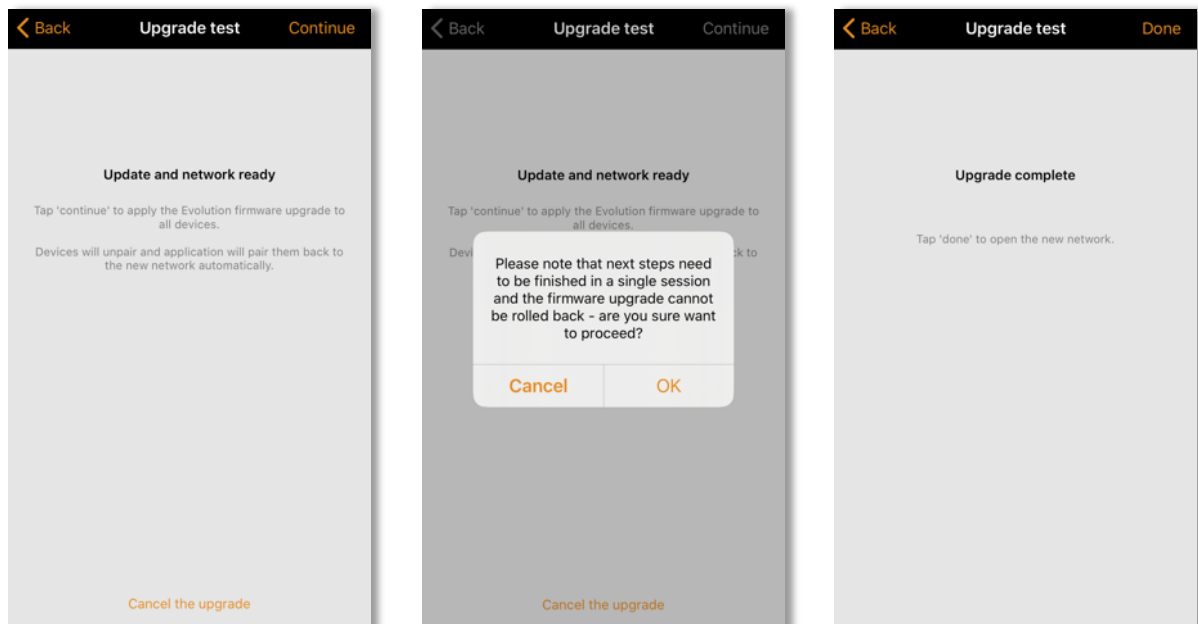 Back
Upgrade test
Continue
Update and network ready
Tap 'continue' to apply the Evolution firmware upgrade to
all devices.
Devices will unpair and application will pair them back to
the new network automatically.
Cancel the upgrade
Back
Upgrade test
Continue
Update and network ready
Tap 'continue' to apply the Evolution firmware upgrade to
all devices.
Devi
ck to
Please note that next steps need
to be finished in a single session
and the firmware upgrade cannot
be rolled back - are you sure want
to proceed?
Cancel
OK
Cancel the upgrade
Back
Upgrade test
Done
Upgrade complete
Tap 'done' to open the new network.